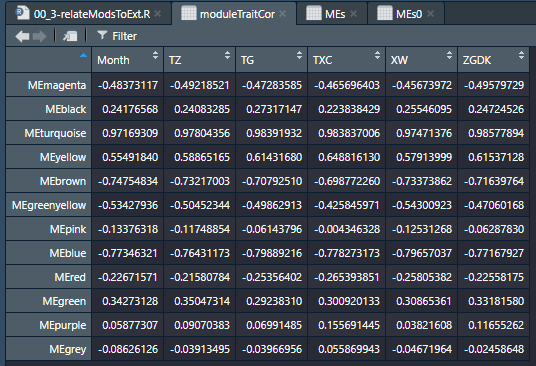 00_3-relateModsToExt.R moduleTraitCor MEs MEs0
Filter
Month TZ TG TXC XW ZGDK
MEmagenta -0.48373117 -0.49218521 -0.47283585 -0.465696403 -0.45673972 -0.49579729
MEblack 0.24176568 0.24083285 0.27317147 0.223838429 0.25546095 0.24724526
MEturquoise 0.97169309 0.97804356 0.98391932 0.983837006 0.97471376 0.98577894
MEyellow 0.55491840 0.58865165 0.61431680 0.648816130 0.57913999 0.61537128
MEbrown -0.74754834 -0.73217003 -0.70792510 -0.698772260 -0.73373862 -0.71639764
MEgreenyellow -0.53427936 -0.50452344 -0.49862913 -0.425845971 -0.54300923 -0.47060168
MEpink -0.13376318 -0.11748854 -0.06143796 -0.004346328 -0.12531268 -0.06287830
MEblue -0.77346321 -0.76431173 -0.79889216 -0.778273173 -0.79657037 -0.77167927
MEred -0.22671571 -0.21580784 -0.25356402 -0.265393851 -0.25805382 -0.22558175
MEgreen 0.34273128 0.35047314 0.29238310 0.300920133 0.30865361 0.33181580
MEpurple 0.05877307 0.09070383 0.06991485 0.155691445 0.03821608 0.11655262
MEgrey -0.08626126 -0.03913495 -0.03966956 0.055869943 -0.04671964 -0.02458648